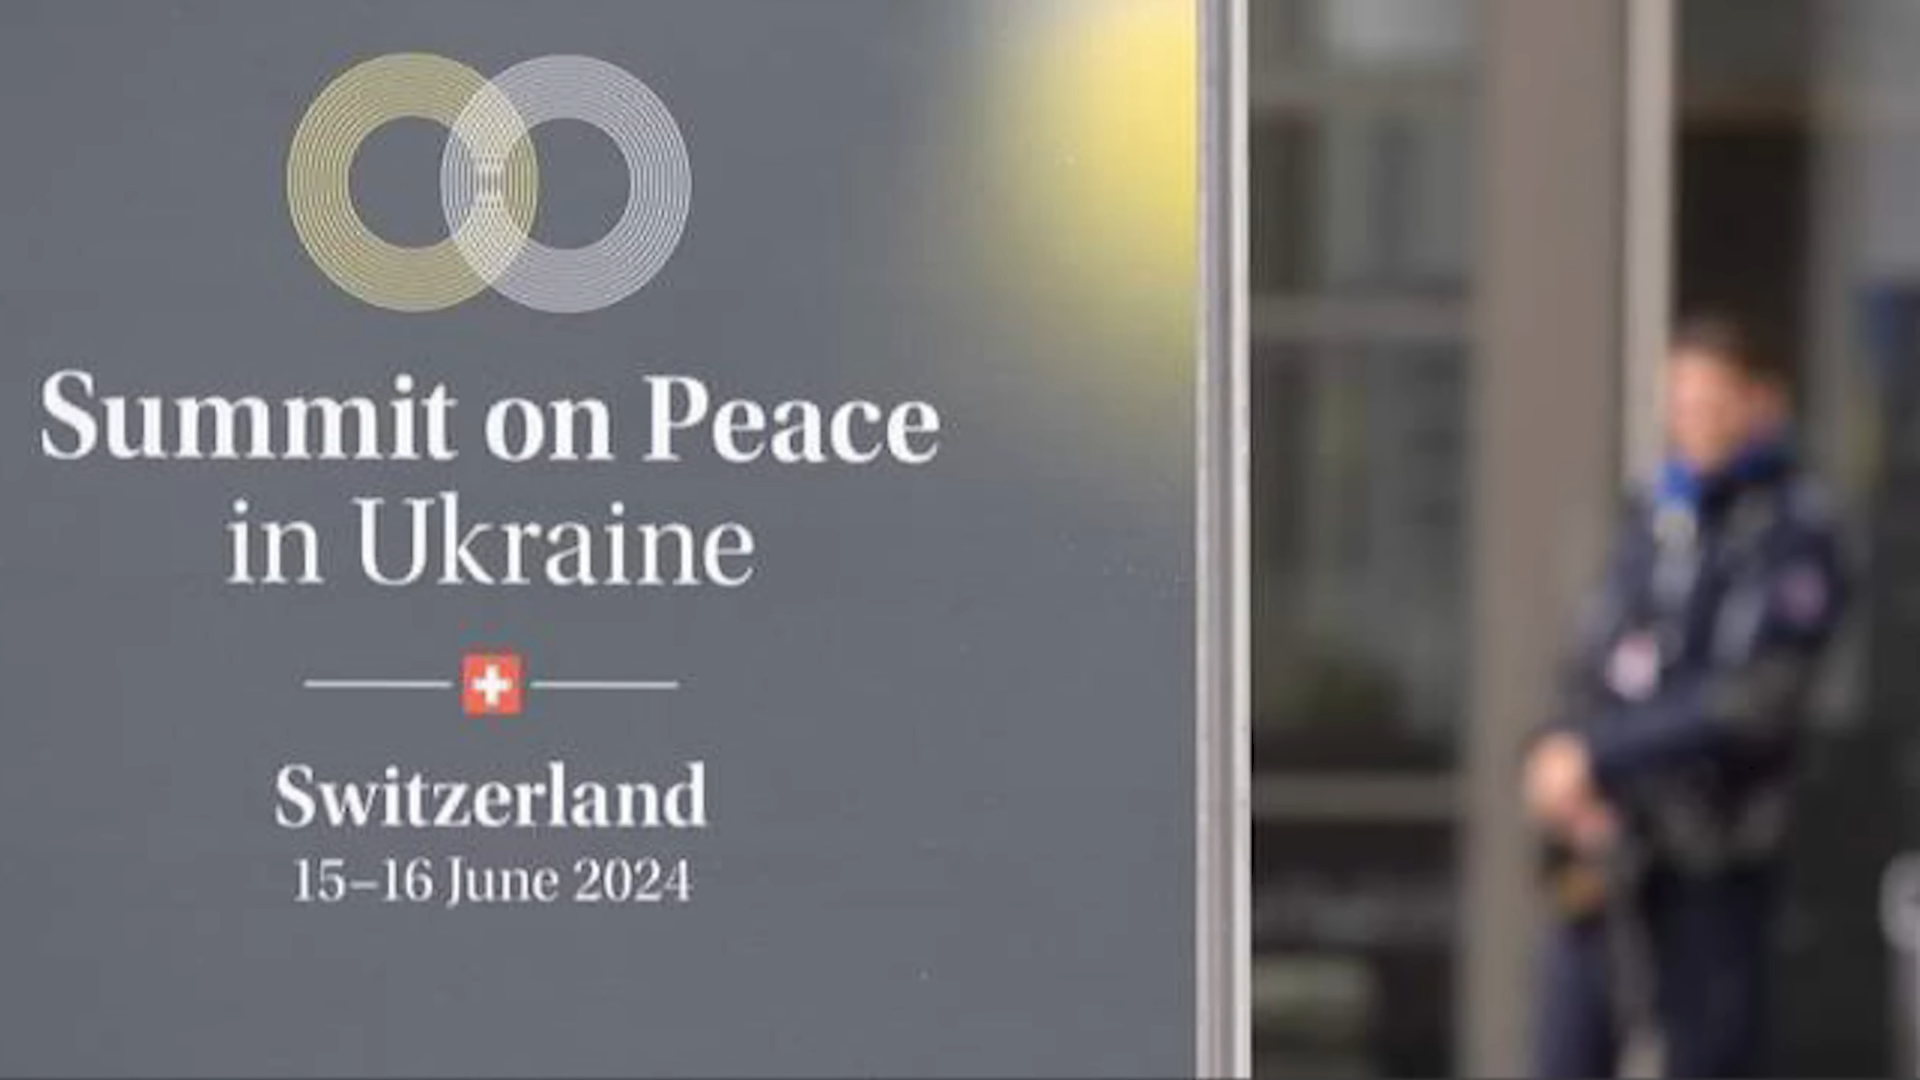 Summit on Peace
in Ukraine
Switzerland
15–16 June 2024